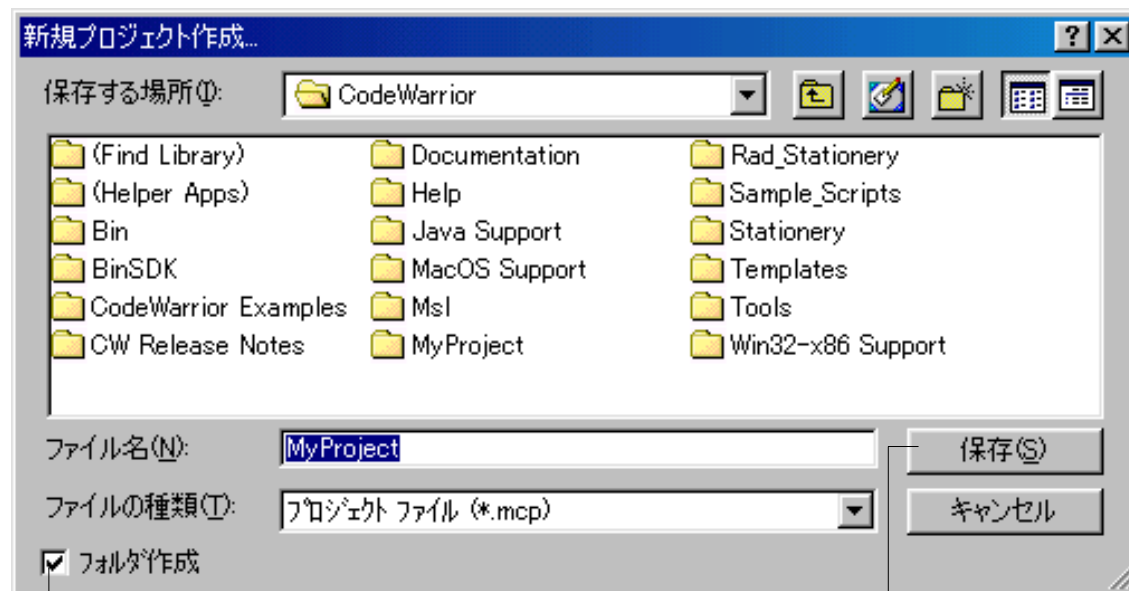 新規プロジェクト作成...
保存する場所(I): CodeWarrior
(Find Library) Documentation Rad_Stationery
(Helper Apps) Help Sample_Scripts
Bin Java Support Stationery
BinSDK MacOS Support Templates
CodeWarrior Examples Msl Tools
CW Release Notes MyProject Win32-x86 Support
ファイル名(N): MyProject 保存(S)
ファイルの種類(T): プロジェクト ファイル (*.mcp) キャンセル
フォルダ作成